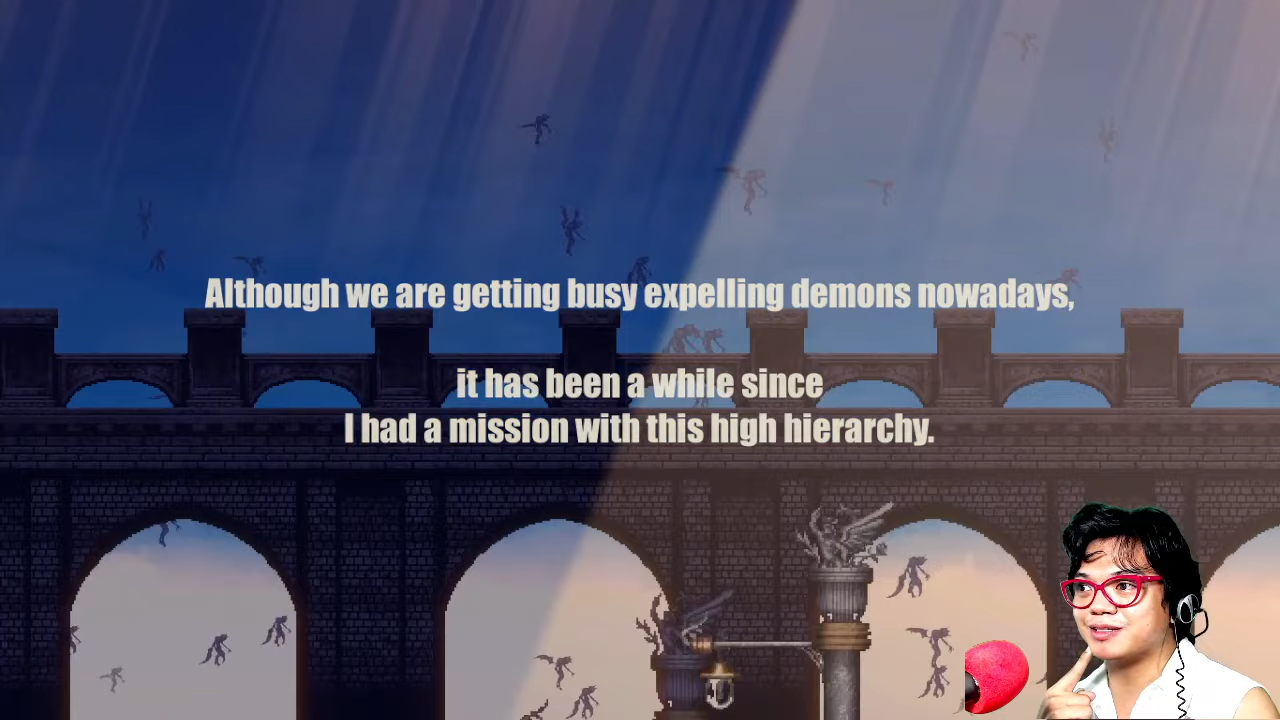 Although we are getting busy expelling demons nowadays,
it has been a while since
I had a mission with this high hierarchy.